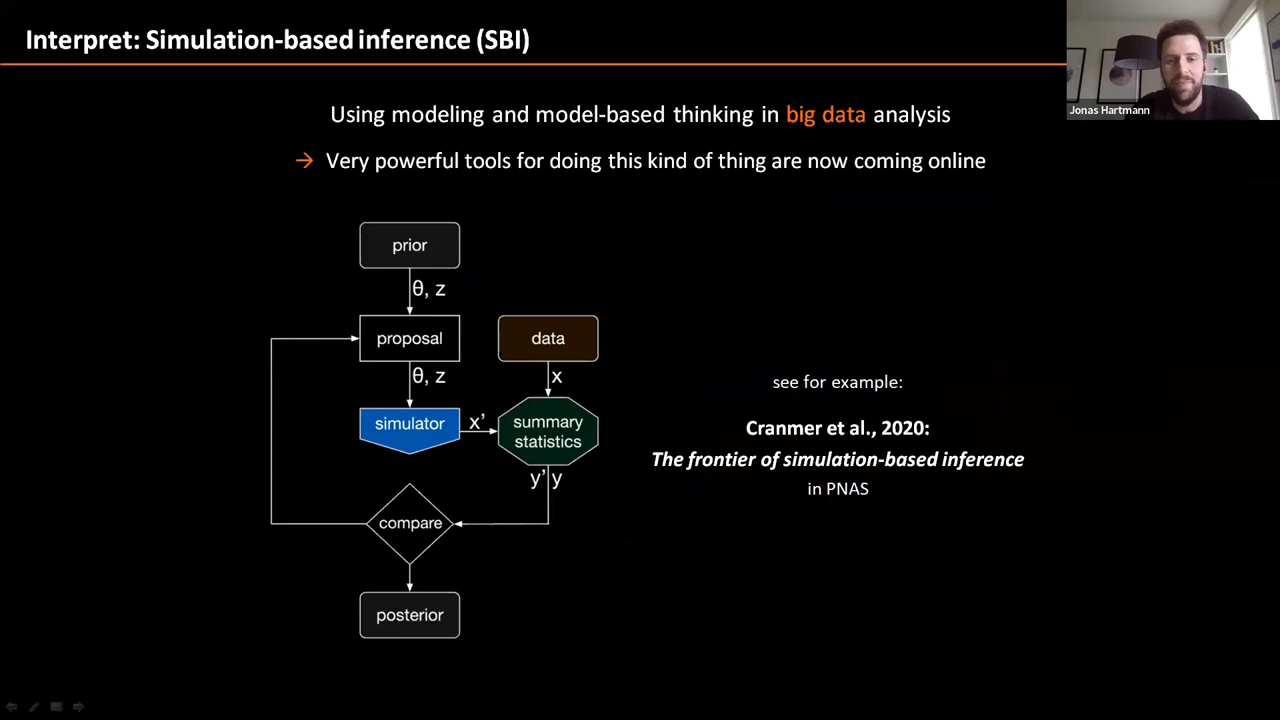 Interpret: Simulation-based inference (SBI)
Jonas Hartmann
Using modeling and model-based thinking in big data analysis
→ Very powerful tools for doing this kind of thing are now coming online
prior
θ, z
proposal
data
θ, z
x
simulator
x'
summary
statistics
y' y
compare
posterior
see for example:
Cranmer et al., 2020:
The frontier of simulation-based inference
in PNAS